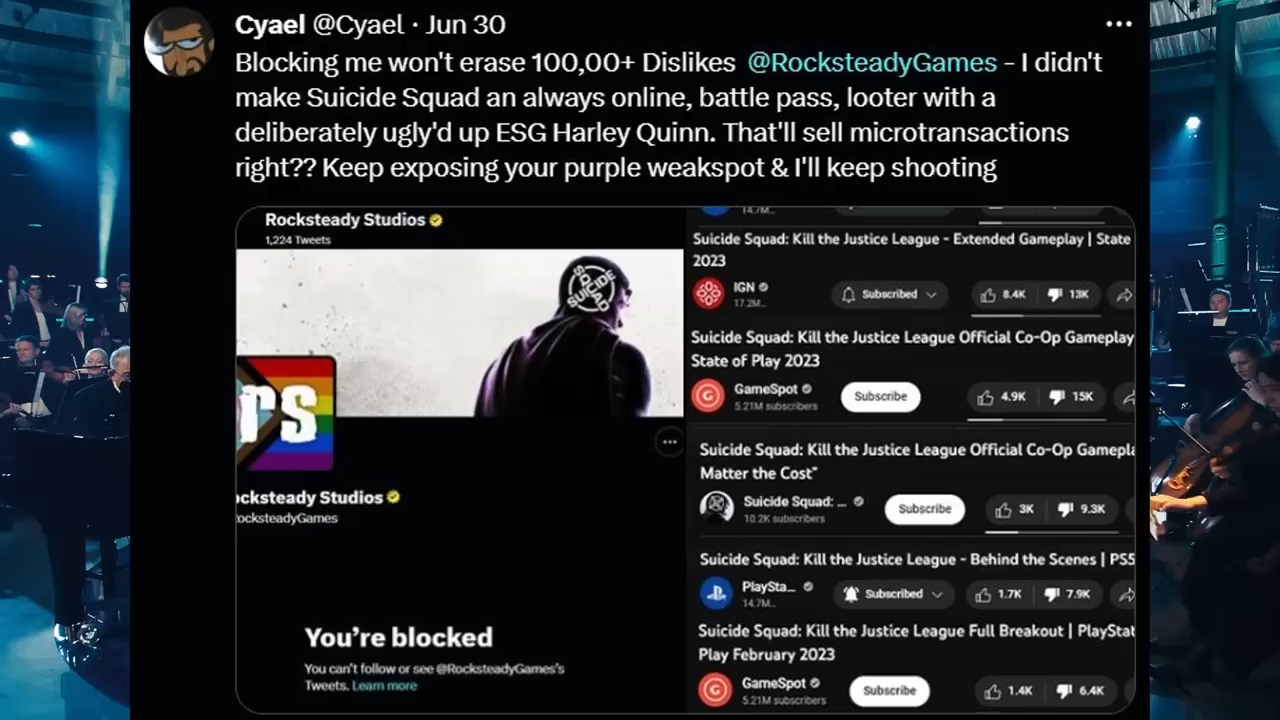 Cyael @Cyael · Jun 30
Blocking me won't erase 100,00+ Dislikes @RocksteadyGames - I didn't
make Suicide Squad an always online, battle pass, looter with a
deliberately ugly'd up ESG Harley Quinn. That'll sell microtransactions
right?? Keep exposing your purple weakspot & I'll keep shooting
Rocksteady Studios
1,224 Tweets
SUICIDE
SQUAD
rs
ocksteady Studios
ocksteadyGames
You're blocked
You can't follow or see @RocksteadyGames's
Tweets. Learn more
14.7M...
Suicide Squad: Kill the Justice League - Extended Gameplay | State
2023
IGN
17.2M...
Subscribed
8.4K
13K
Suicide Squad: Kill the Justice League Official Co-Op Gameplay
State of Play 2023
GameSpot
5.21M subscribers
Subscribe
4.9K
15K
Suicide Squad: Kill the Justice League Official Co-Op Gamepla
Matter the Cost"
Suicide Squad: ...
10.2K subscribers
Subscribe
3K
9.3K
Suicide Squad: Kill the Justice League - Behind the Scenes | PS5
PlaySta...
14.7M...
Subscribed
1.7K
7.9K
Suicide Squad: Kill the Justice League Full Breakout | PlayStat
Play February 2023
GameSpot
5.21M subscribers
Subscribe
1.4K
6.4K